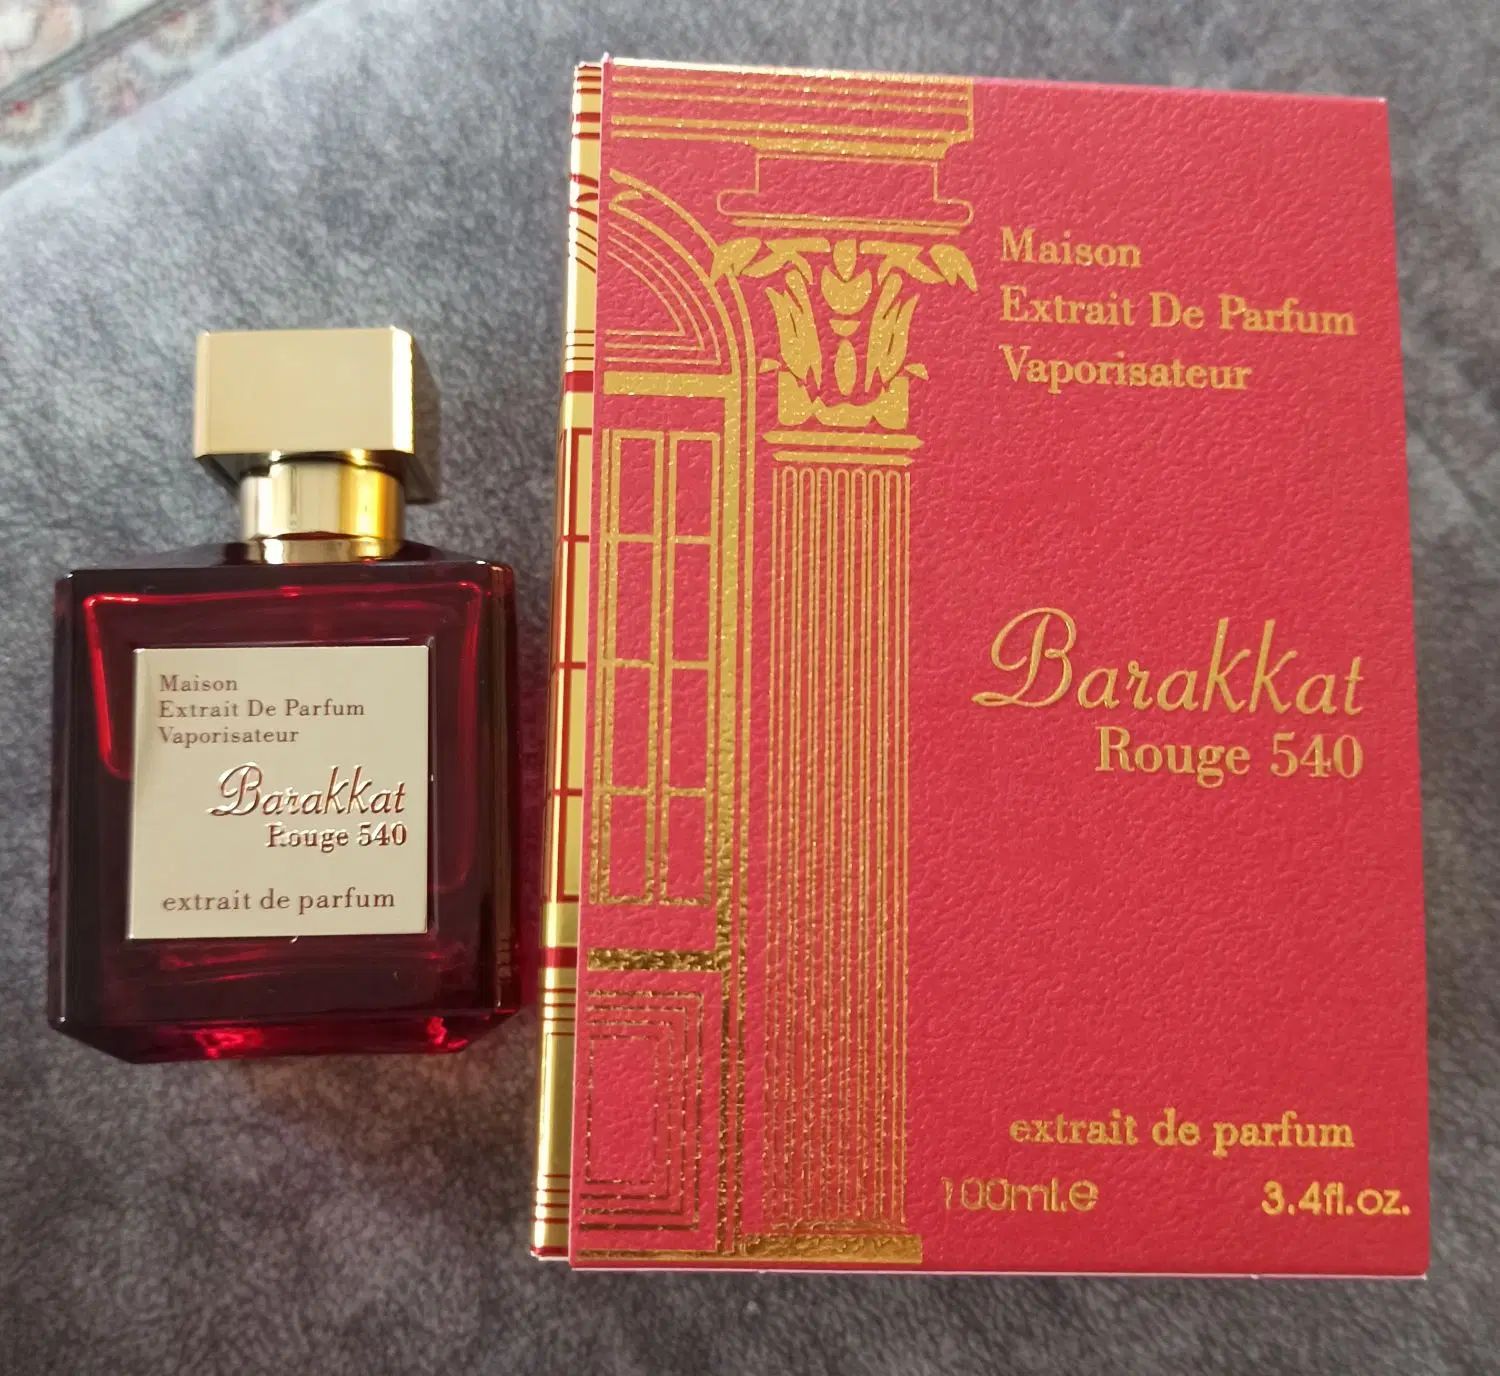 Maison
Extrait De Parfum
Vaporisateur
Barakkat
Rouge 540
extrait de parfum
Maison
Extrait De Parfum
Vaporisateur
Barakkat
Rouge 540
extrait de parfum
100ml.e 3.4fl.oz.